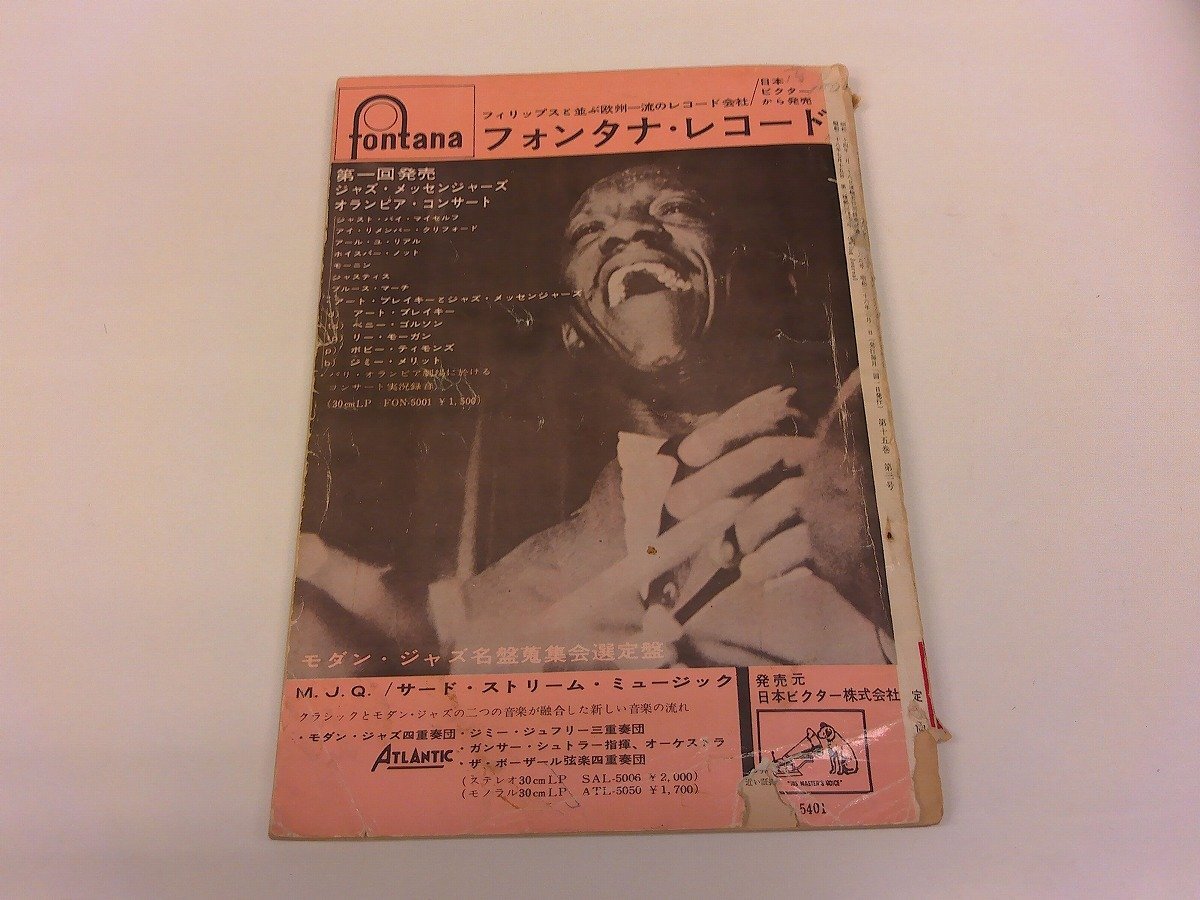 fontana
フィリップスと並ぶ欧州一流のレコード会社
日本
ビクター
から発売
フォンタナ・レコード
第一回発売
ジャズ・メッセンジャーズ
オランピア・コンサート
ジャスト・バイ・マイセルフ
アイ・リメンバー・クリフォード
アール・ユ・リアル
ホイスパー・ノット
モーニン
ジャスティス
ブルース・マーチ
アート・ブレイキーとジャズ・メッセンジャーズ
アート・ブレイキー
ベニー・ゴルソン
リー・モーガン
p) ボビー・ティモンズ
b) ジミー・メリット
・パリ・オランピア劇場に於ける
コンサート実況録音
(30cmLP FON-5001 ¥1,500)
モダン・ジャズ名盤蒐集会選定盤
M.J.Q./サード・ストリーム・ミュージック
クラシックとモダン・ジャズの二つの音楽が融合した新しい音楽の流れ
・モダン・ジャズ四重奏団・ジミー・ジュフリー三重奏団
ATLANTIC
・ガンサー・シュトラー指揮、オーケストラ
・ザ・ボーザール弦楽四重奏団
(ステレオ30cmLP SAL-5006 ¥2,000)
(モノラル30cmLP ATL-5050 ¥1,700)
発売元
日本ビクター株式会社
"HIS MASTER'S VOICE"
5401
第十五巻 第三号
定